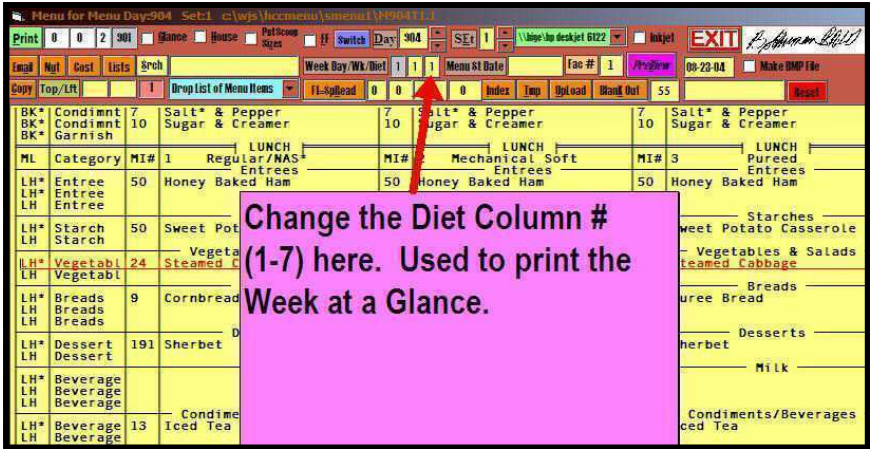 Menu for Menu Day:904 Set:1 c:\wjs\hccmenu\smenu1\M904T1.1
Print 0 0 2 901 Glance House PutScoop Sizes ff Switch Day 904 SEt 1 \\hige\hp deskjet 6122 Inkjet EXIT
Email Nut Cost Lists Srch Week Day/Wk/Diet 1 1 1 Menu St Date Fac # 1 PreView 08-23-04 Make BMP File
Copy Top/Lft 1 Drop List of Menu Items FL-SpRead 0 0 0 Index Imp UpLoad BlanK Out 55 Reset
BK* Condimnt 7 Salt* & Pepper 7 Salt* & Pepper 7 Salt* & Pepper
BK* Condimnt 10 Sugar & Creamer 10 Sugar & Creamer 10 Sugar & Creamer
BK* Garnish
LUNCH LUNCH LUNCH
ML Category MI# 1 Regular/NAS* MI# 2 Mechanical Soft MI# 3 Pureed
Entrees Entrees Entrees
LH* Entree 50 Honey Baked Ham 50 Honey Baked Ham 50 Honey Baked Ham
LH* Entree
LH Entree
Starches
LH* Starch 50 Sweet Pot weet Potato Casserole
LH Starch
Vegeta Vegetables & Salads
LH* Vegetabl 24 Steamed C teamed Cabbage
LH Vegetabl
Breads
LH* Breads 9 Cornbread uree Bread
LH Breads
LH Breads
D Desserts
LH* Dessert 191 Sherbet herbet
LH Dessert
Milk
LH* Beverage
LH Beverage
LH Beverage
Condime Condiments/Beverages
LH* Beverage 13 Iced Tea ced Tea
LH Beverage
Change the Diet Column #
(1-7) here. Used to print the
Week at a Glance.